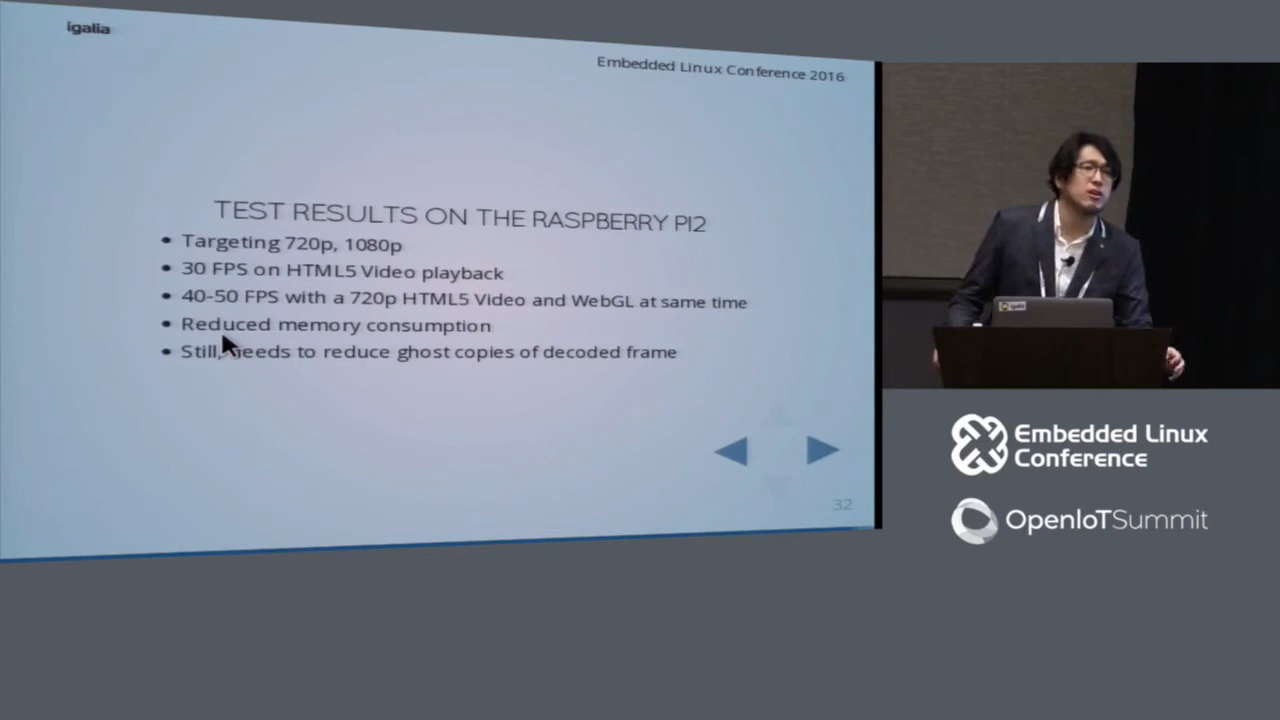 igalia
Embedded Linux Conference 2016
TEST RESULTS ON THE RASPBERRY PI2
• Targeting 720p, 1080p
• 30 FPS on HTML5 Video playback
• 40-50 FPS with a 720p HTML5 Video and WebGL at same time
• Reduced memory consumption
• Still, needs to reduce ghost copies of decoded frame
32
Embedded Linux
Conference
OpenIoTSummit